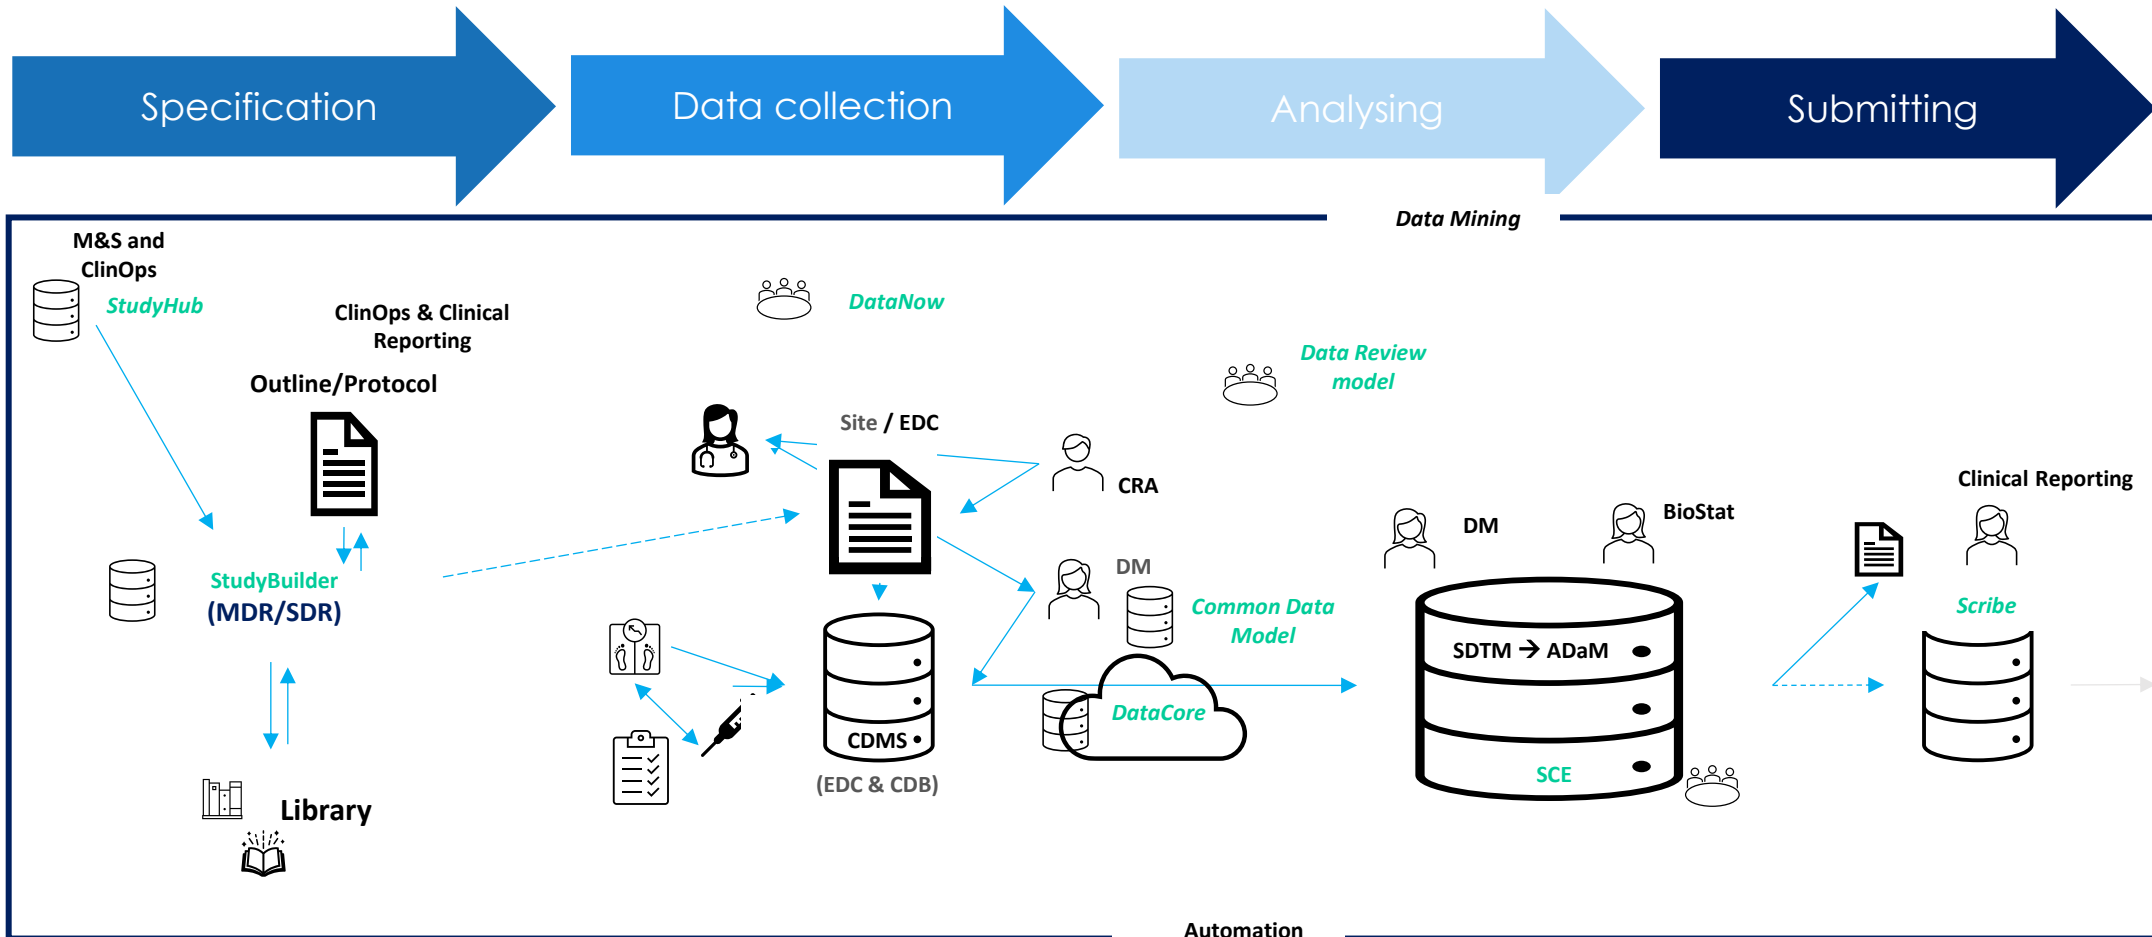 Specification
Data collection
Analysing
Submitting
Data Mining
M&S and
ClinOps
StudyHub
ClinOps & Clinical
Reporting
Outline/Protocol
StudyBuilder
(MDR/SDR)
Library
DataNow
Site / EDC
CRA
DM
CDMS
(EDC & CDB)
Common Data
Model
DataCore
Data Review
model
DM
BioStat
SDTM → ADaM
SCE
Clinical Reporting
Scribe
Automation